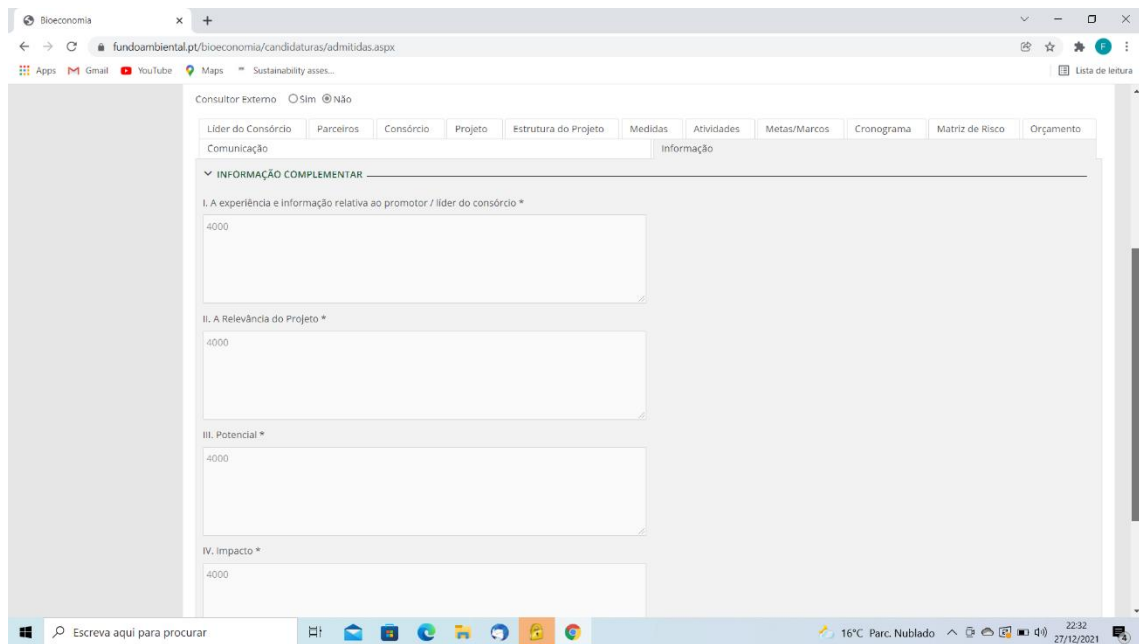 Bioeconomia
fundoambiental.pt/bioeconomia/candidaturas/admitidas.aspx
F
Apps Gmail YouTube Maps Sustainability asses...
Lista de leitura
Consultor Externo Sim Não
Líder do Consórcio Parceiros Consórcio Projeto Estrutura do Projeto Medidas Atividades Metas/Marcos Cronograma Matriz de Risco Orçamento
Comunicação Informação
INFORMAÇÃO COMPLEMENTAR
I. A experiência e informação relativa ao promotor / líder do consórcio *
4000
II. A Relevância do Projeto *
4000
III. Potencial *
4000
IV. Impacto *
4000
Escreva aqui para procurar
16°C Parc. Nublado
22:32
27/12/2021